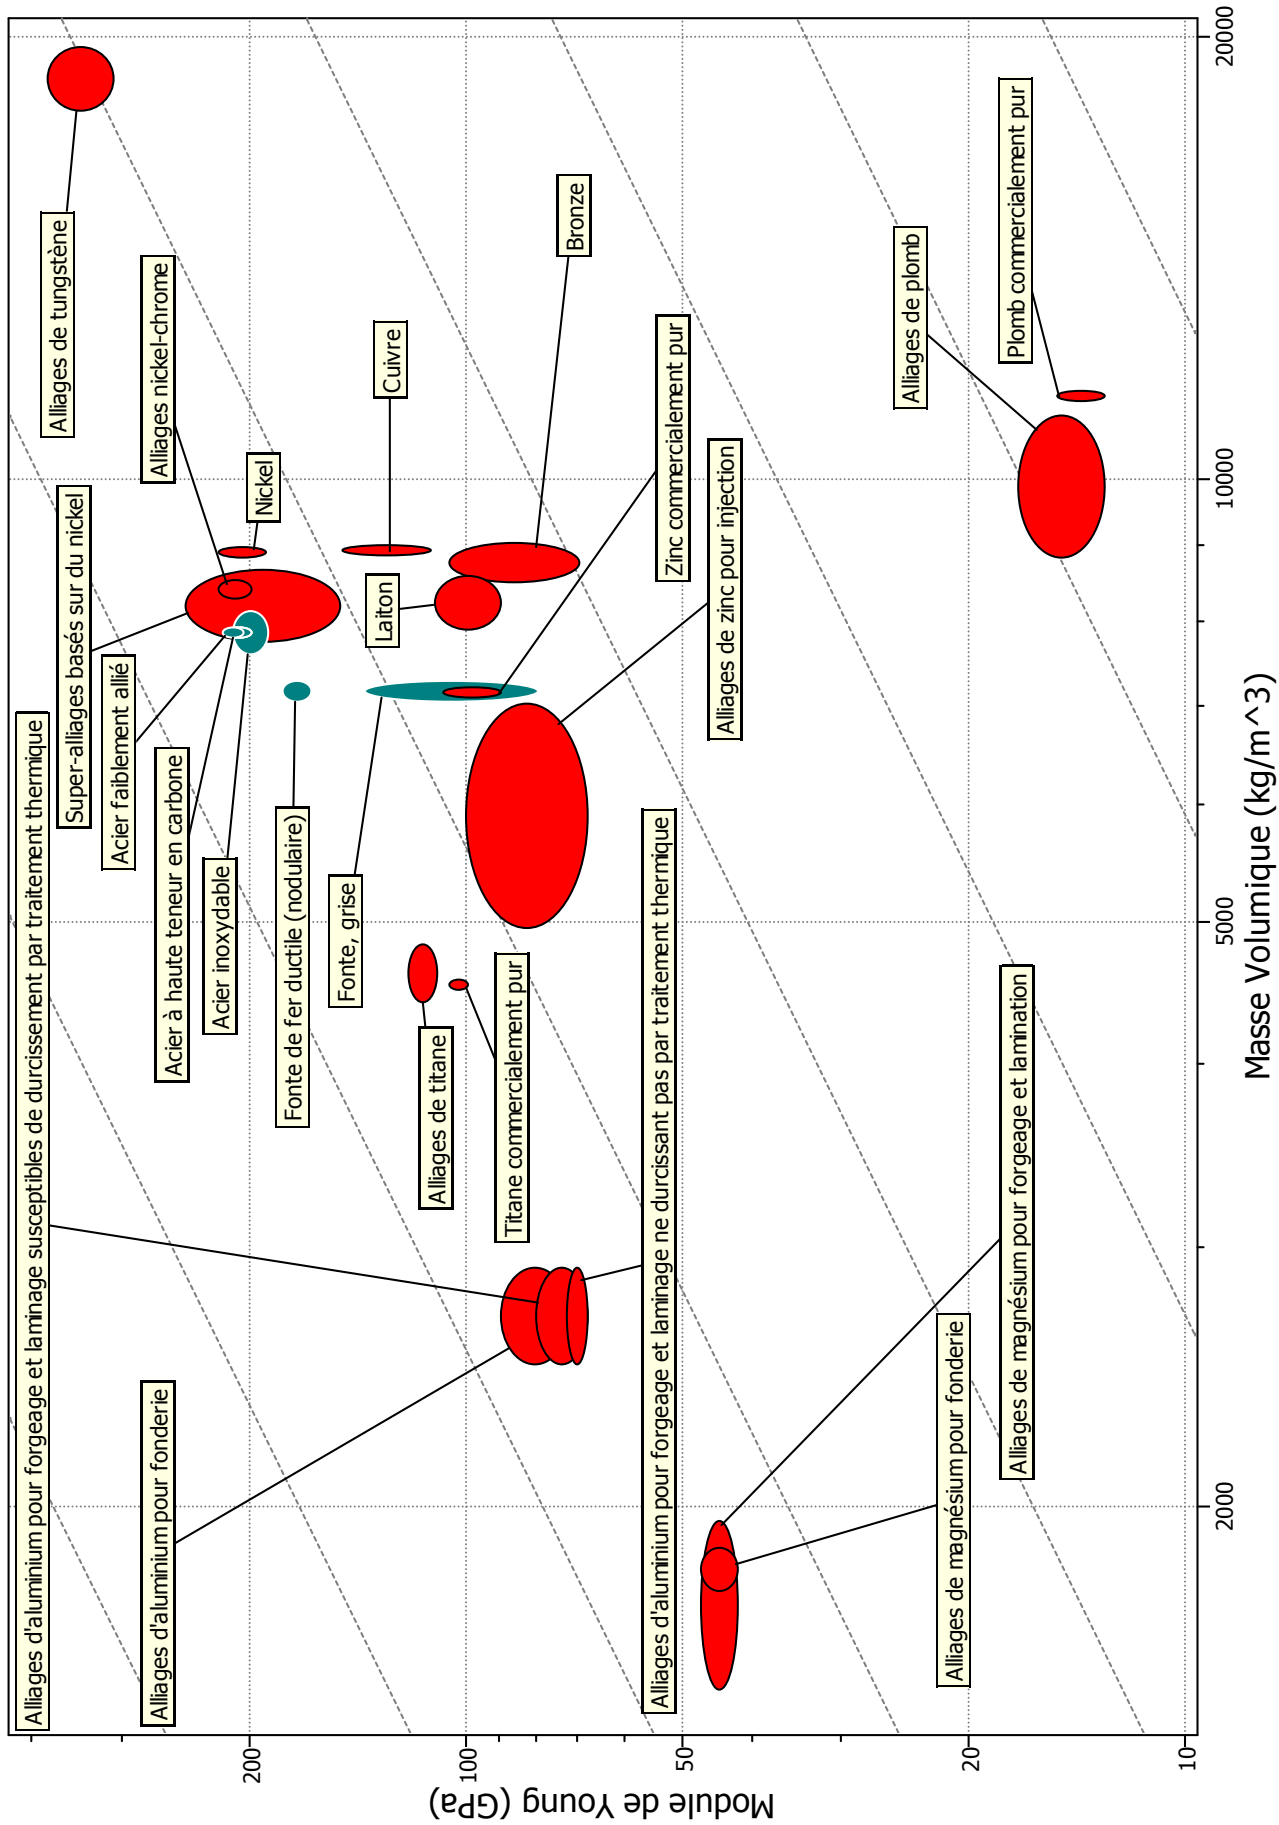 Alliages d'aluminium pour forgeage et laminage susceptibles de durcissement par traitement thermique
Super-alliages basés sur du nickel
Alliages de tungstène
Acier faiblement allié
Alliages d'aluminium pour fonderie
Acier à haute teneur en carbone
Alliages nickel-chrome
Acier inoxydable
Nickel
Fonte de fer ductile (nodulaire)
Fonte, grise
Laiton
Cuivre
Alliages de titane
Titane commercialement pur
Bronze
Alliages d'aluminium pour forgeage et laminage ne durcissant pas par traitement thermique
Zinc commercialement pur
Alliages de zinc pour injection
Alliages de plomb
Alliages de magnésium pour fonderie
Alliages de magnésium pour forgeage et lamination
Plomb commercialement pur
Module de Young (GPa)
200
100
50
20
10
2000
5000
10000
20000
Masse Volumique (kg/m^3)